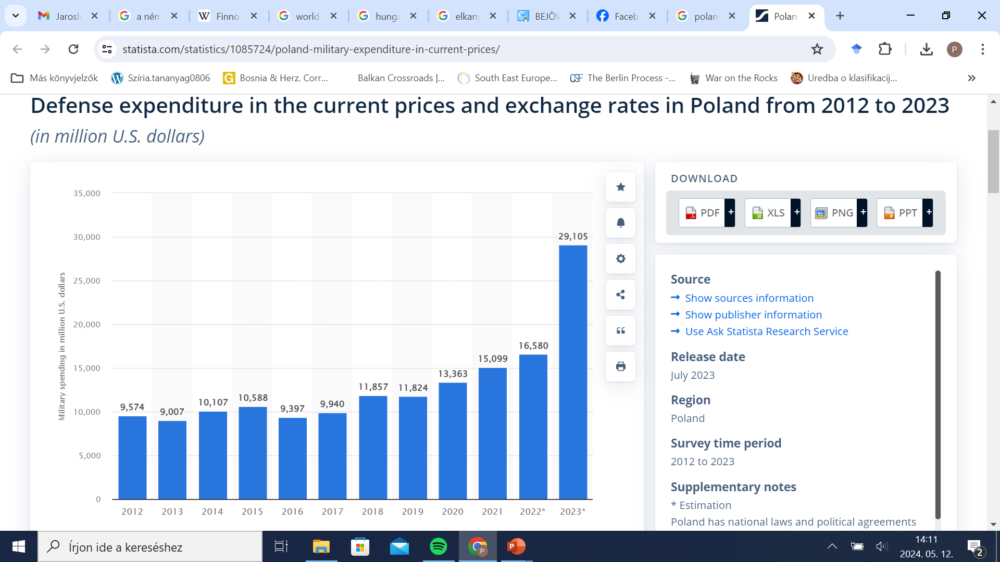 Jarosla
a ném
Finno
world
hunga
elkany
BEJÖV
Faceb
polan
Polan
statista.com/statistics/1085724/poland-military-expenditure-in-current-prices/
P
Más könyvjelzők
Szíria.tananyag0806
Bosnia & Herz. Corr...
Balkan Crossroads |...
South East Europe...
CSF The Berlin Process -...
War on the Rocks
Uredba o klasifikacij...
Defense expenditure in the current prices and exchange rates in Poland from 2012 to 2023
(in million U.S. dollars)
Military spending in million U.S. dollars
35,000
30,000
25,000
20,000
15,000
10,000
5,000
0
9,574
9,007
10,107
10,588
9,397
9,940
11,857
11,824
13,363
15,099
16,580
29,105
2012 2013 2014 2015 2016 2017 2018 2019 2020 2021 2022* 2023*
DOWNLOAD
PDF +
XLS +
PNG +
PPT +
Source
Show sources information
Show publisher information
Use Ask Statista Research Service
Release date
July 2023
Region
Poland
Survey time period
2012 to 2023
Supplementary notes
* Estimation
Poland has national laws and political agreements
Írjon ide a kereséshez
P
P
14:11
2024. 05. 12.
2